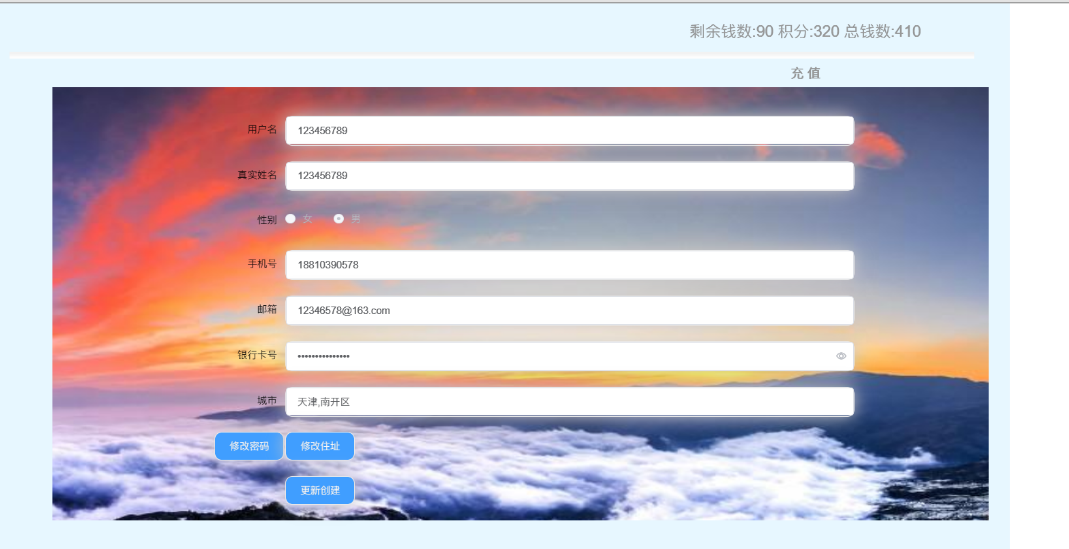 剩余钱数:90 积分:320 总钱数:410
充 值
用户名 123456789
真实姓名 123456789
性别 女 男
手机号 18810390578
邮箱 12346578@163.com
银行卡号 ••••••••••••••
城市 天津,南开区
修改密码 修改住址
更新创建